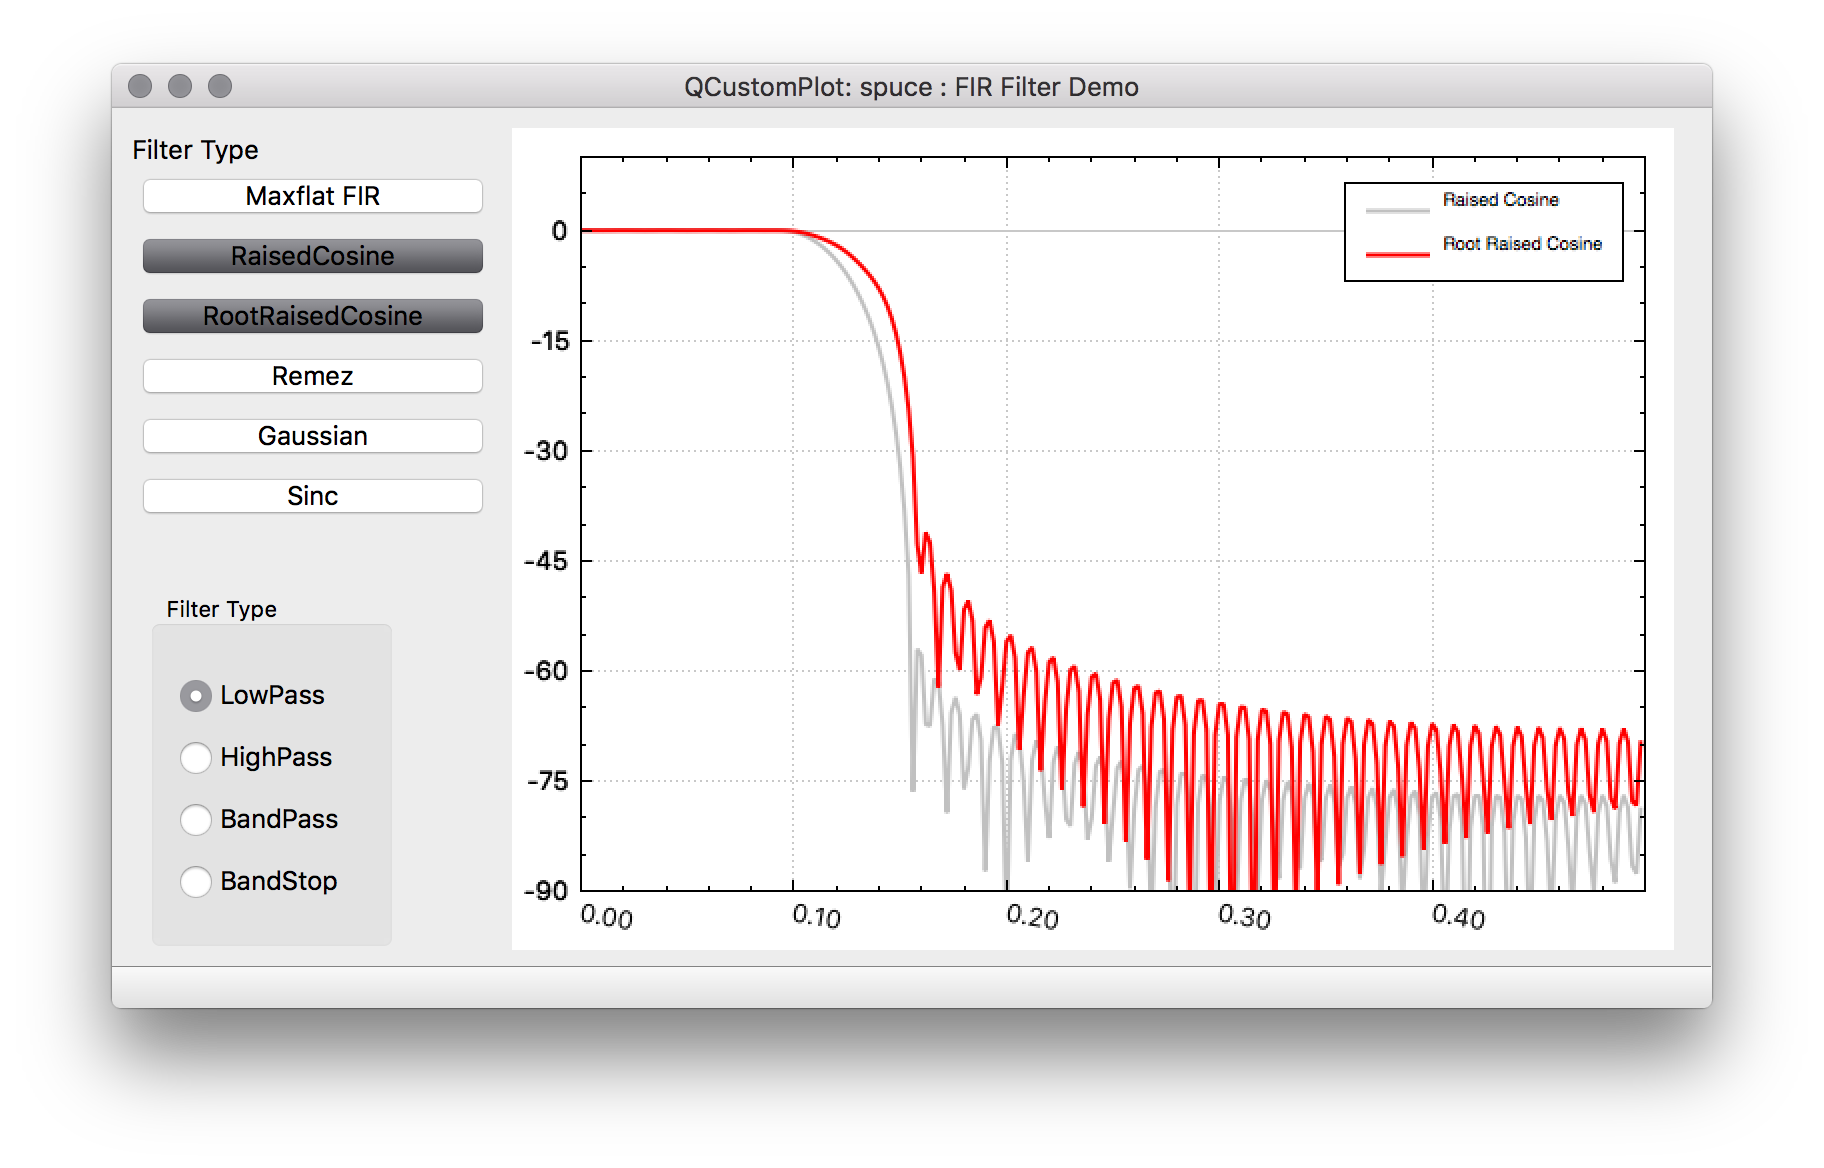 QCustomPlot: spuce : FIR Filter Demo
Filter Type
Maxflat FIR
RaisedCosine
RootRaisedCosine
Remez
Gaussian
Sinc
Filter Type
LowPass
HighPass
BandPass
BandStop
Raised Cosine
Root Raised Cosine
0
-15
-30
-45
-60
-75
-90
0.00 0.10 0.20 0.30 0.40